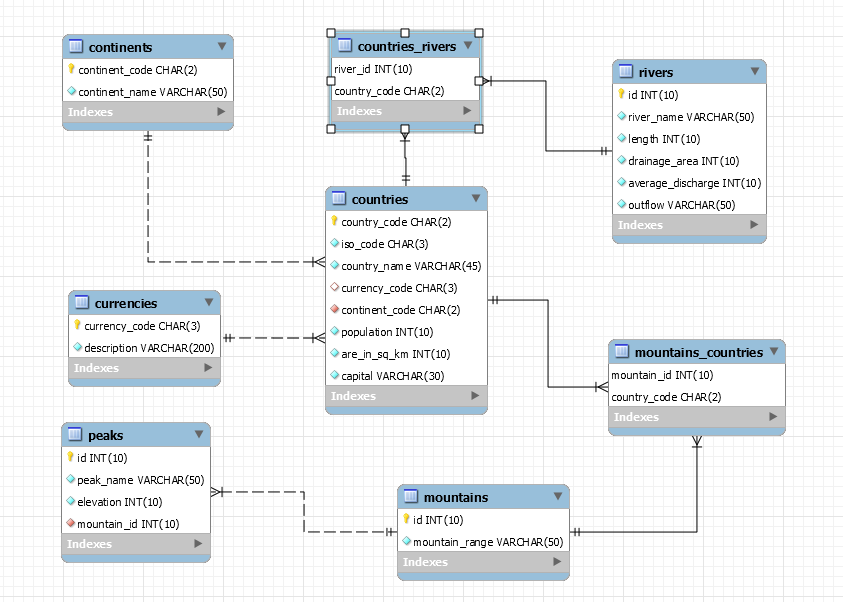 continents
continent_code CHAR(2)
continent_name VARCHAR(50)
Indexes
countries_rivers
river_id INT(10)
country_code CHAR(2)
Indexes
rivers
id INT(10)
river_name VARCHAR(50)
length INT(10)
drainage_area INT(10)
average_discharge INT(10)
outflow VARCHAR(50)
Indexes
countries
country_code CHAR(2)
iso_code CHAR(3)
country_name VARCHAR(45)
currency_code CHAR(3)
continent_code CHAR(2)
population INT(10)
are_in_sq_km INT(10)
capital VARCHAR(30)
Indexes
currencies
currency_code CHAR(3)
description VARCHAR(200)
Indexes
mountains_countries
mountain_id INT(10)
country_code CHAR(2)
Indexes
peaks
id INT(10)
peak_name VARCHAR(50)
elevation INT(10)
mountain_id INT(10)
Indexes
mountains
id INT(10)
mountain_range VARCHAR(50)
Indexes